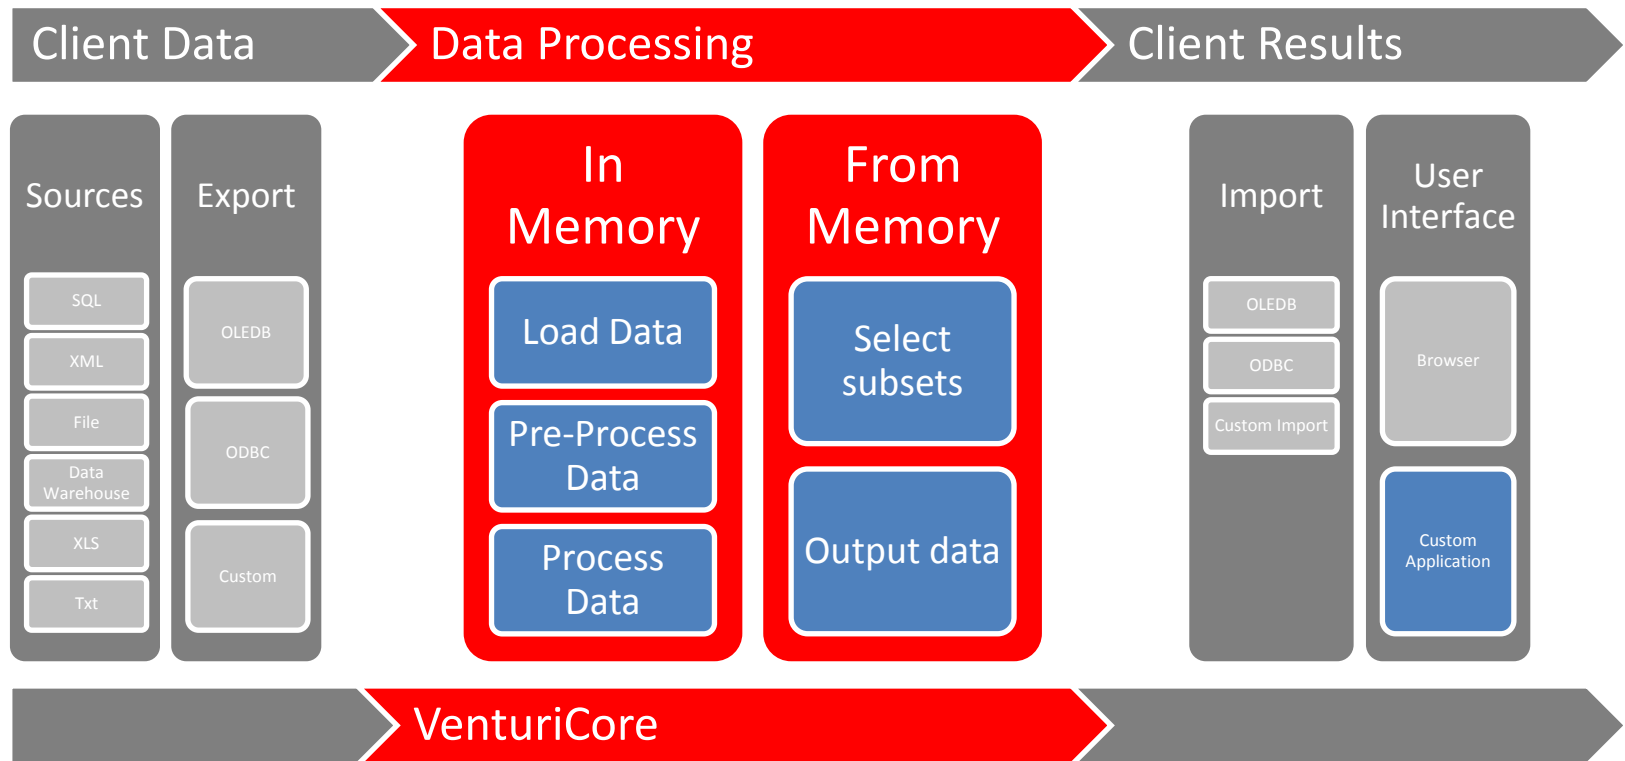 Client Data
Data Processing
Client Results
Sources
SQL
XML
File
Data
Warehouse
XLS
Txt
Export
OLEDB
ODBC
Custom
In
Memory
Load Data
Pre-Process
Data
Process
Data
From
Memory
Select
subsets
Output data
Import
OLEDB
ODBC
Custom Import
User
Interface
Browser
Custom
Application
VenturiCore